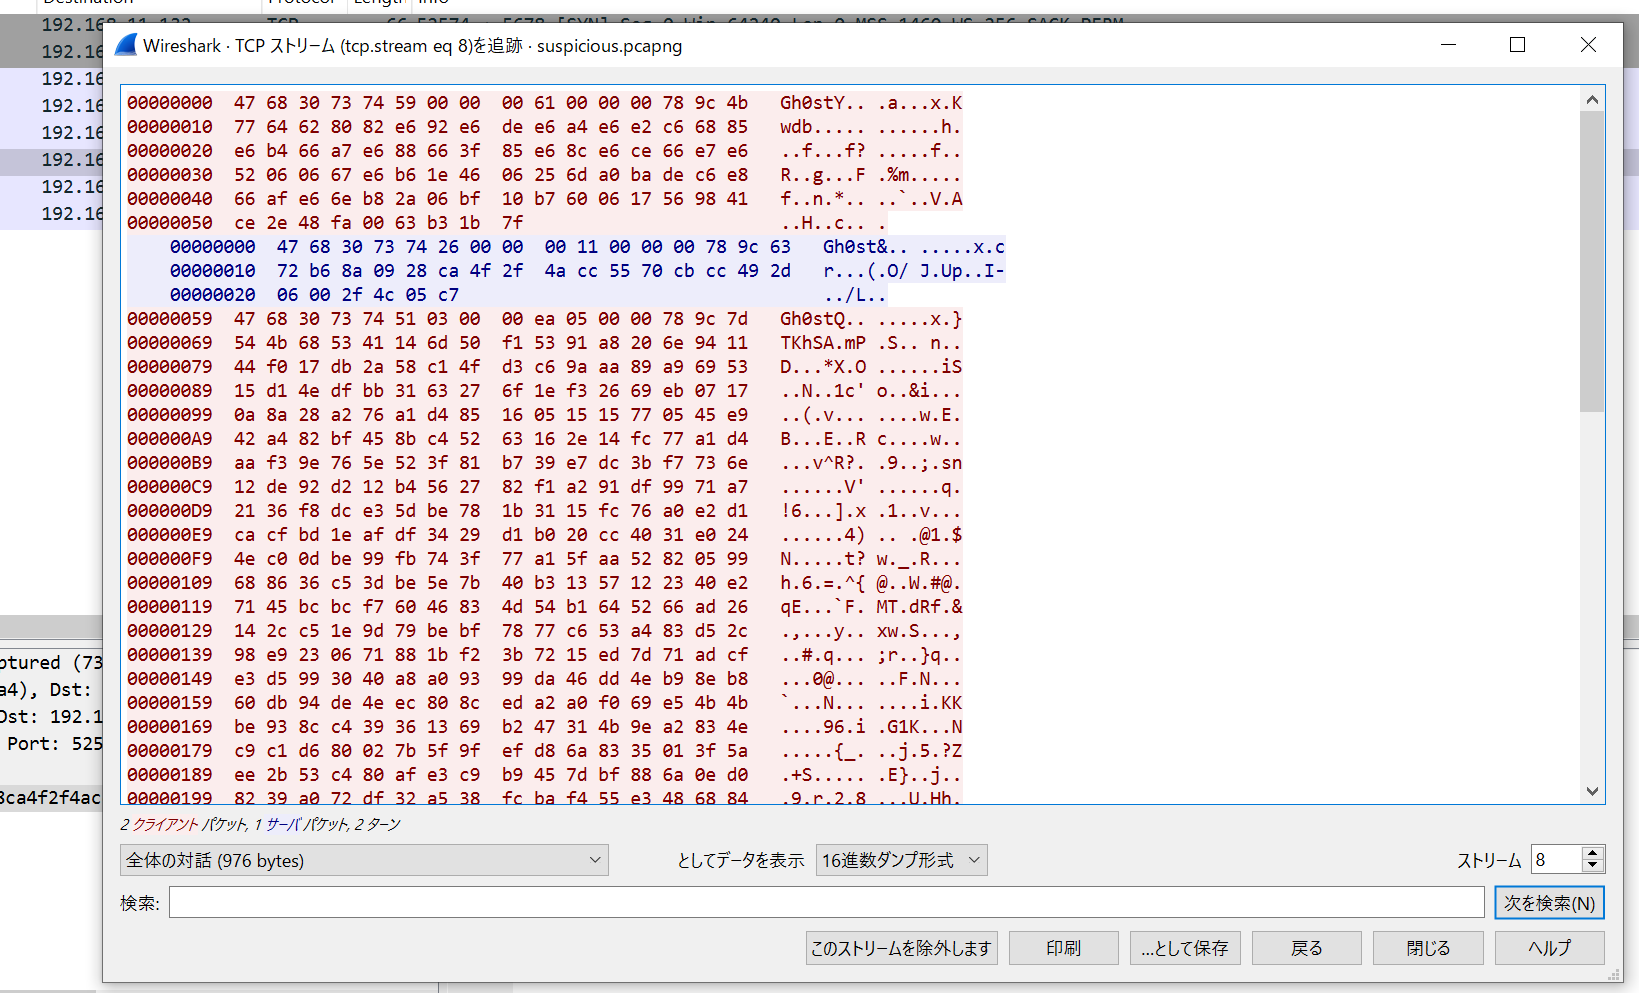 Destination Protocol Length Info
192.168.11.132 TCP 66 52574 → 5678 [SYN] Seq=0 Win=64240 Len=0 MSS=1460 WS=256 SACK_PERM
192.16
192.16
192.16
192.16
192.16
192.16
192.16
Wireshark · TCP ストリーム (tcp.stream eq 8)を追跡 · suspicious.pcapng
00000000 47 68 30 73 74 59 00 00 00 61 00 00 00 78 9c 4b Gh0stY.. .a...x.K
00000010 77 64 62 80 82 e6 92 e6 de e6 a4 e6 e2 c6 68 85 wdb..... ......h.
00000020 e6 b4 66 a7 e6 88 66 3f 85 e6 8c e6 ce 66 e7 e6 ..f...f? .....f..
00000030 52 06 06 67 e6 b6 1e 46 06 25 6d a0 ba de c6 e8 R..g...F .%m.....
00000040 66 af e6 6e b8 2a 06 bf 10 b7 60 06 17 56 98 41 f..n.*.. ..`..V.A
00000050 ce 2e 48 fa 00 63 b3 1b 7f ..H..c.. .
00000000 47 68 30 73 74 26 00 00 00 11 00 00 00 78 9c 63 Gh0st&.. .....x.c
00000010 72 b6 8a 09 28 ca 4f 2f 4a cc 55 70 cb cc 49 2d r...(.O/ J.Up..I-
00000020 06 00 2f 4c 05 c7 ../L..
00000059 47 68 30 73 74 51 03 00 00 ea 05 00 00 78 9c 7d Gh0stQ.. .....x.}
00000069 54 4b 68 53 41 14 6d 50 f1 53 91 a8 20 6e 94 11 TKhSA.mP .S.. n..
00000079 44 f0 17 db 2a 58 c1 4f d3 c6 9a aa 89 a9 69 53 D...*X.O ......iS
00000089 15 d1 4e df bb 31 63 27 6f 1e f3 26 69 eb 07 17 ..N..1c' o..&i...
00000099 0a 8a 28 a2 76 a1 d4 85 16 05 15 15 77 05 45 e9 ..(.v... ....w.E.
000000A9 42 a4 82 bf 45 8b c4 52 63 16 2e 14 fc 77 a1 d4 B...E..R c....w..
000000B9 aa f3 9e 76 5e 52 3f 81 b7 39 e7 dc 3b f7 73 6e ...v^R?. .9..;.sn
000000C9 12 de 92 d2 12 b4 56 27 82 f1 a2 91 df 99 71 a7 ......V' ......q.
000000D9 21 36 f8 dc e3 5d be 78 1b 31 15 fc 76 a0 e2 d1 !6...].x .1..v...
000000E9 ca cf bd 1e af df 34 29 d1 b0 20 cc 40 31 e0 24 ......4) .. .@1.$
000000F9 4e c0 0d be 99 fb 74 3f 77 a1 5f aa 52 82 05 99 N.....t? w._.R...
00000109 68 86 36 c5 3d be 5e 7b 40 b3 13 57 12 23 40 e2 h.6.=.^{ @..W.#@.
00000119 71 45 bc bc f7 60 46 83 4d 54 b1 64 52 66 ad 26 qE...`F. MT.dRf.&
00000129 14 2c c5 1e 9d 79 be bf 78 77 c6 53 a4 83 d5 2c .,...y.. xw.S...,
00000139 98 e9 23 06 71 88 1b f2 3b 72 15 ed 7d 71 ad cf ..#.q... ;r..}q..
00000149 e3 d5 99 30 40 a8 a0 93 99 da 46 dd 4e b9 8e b8 ...0@... ..F.N...
00000159 60 db 94 de 4e ec 80 8c ed a2 a0 f0 69 e5 4b 4b `...N... ....i.KK
00000169 be 93 8c c4 39 36 13 69 b2 47 31 4b 9e a2 83 4e ....96.i .G1K...N
00000179 c9 c1 d6 80 02 7b 5f 9f ef d8 6a 83 35 01 3f 5a .....{_. ..j.5.?Z
00000189 ee 2b 53 c4 80 af e3 c9 b9 45 7d bf 88 6a 0e d0 .+S..... .E}..j..
00000199 82 39 a0 72 df 32 a5 38 fc ba f4 55 e3 48 68 84 .9.r.2.8 ...U.Hh.
2 クライアント パケット, 1 サーバ パケット, 2 ターン
全体の対話 (976 bytes) としてデータを表示 16進数ダンプ形式 ストリーム 8
検索: 次を検索(N)
このストリームを除外します 印刷 ...として保存 戻る 閉じる ヘルプ
ptured (73
a4), Dst:
Dst: 192.1
Port: 525
8ca4f2f4ac